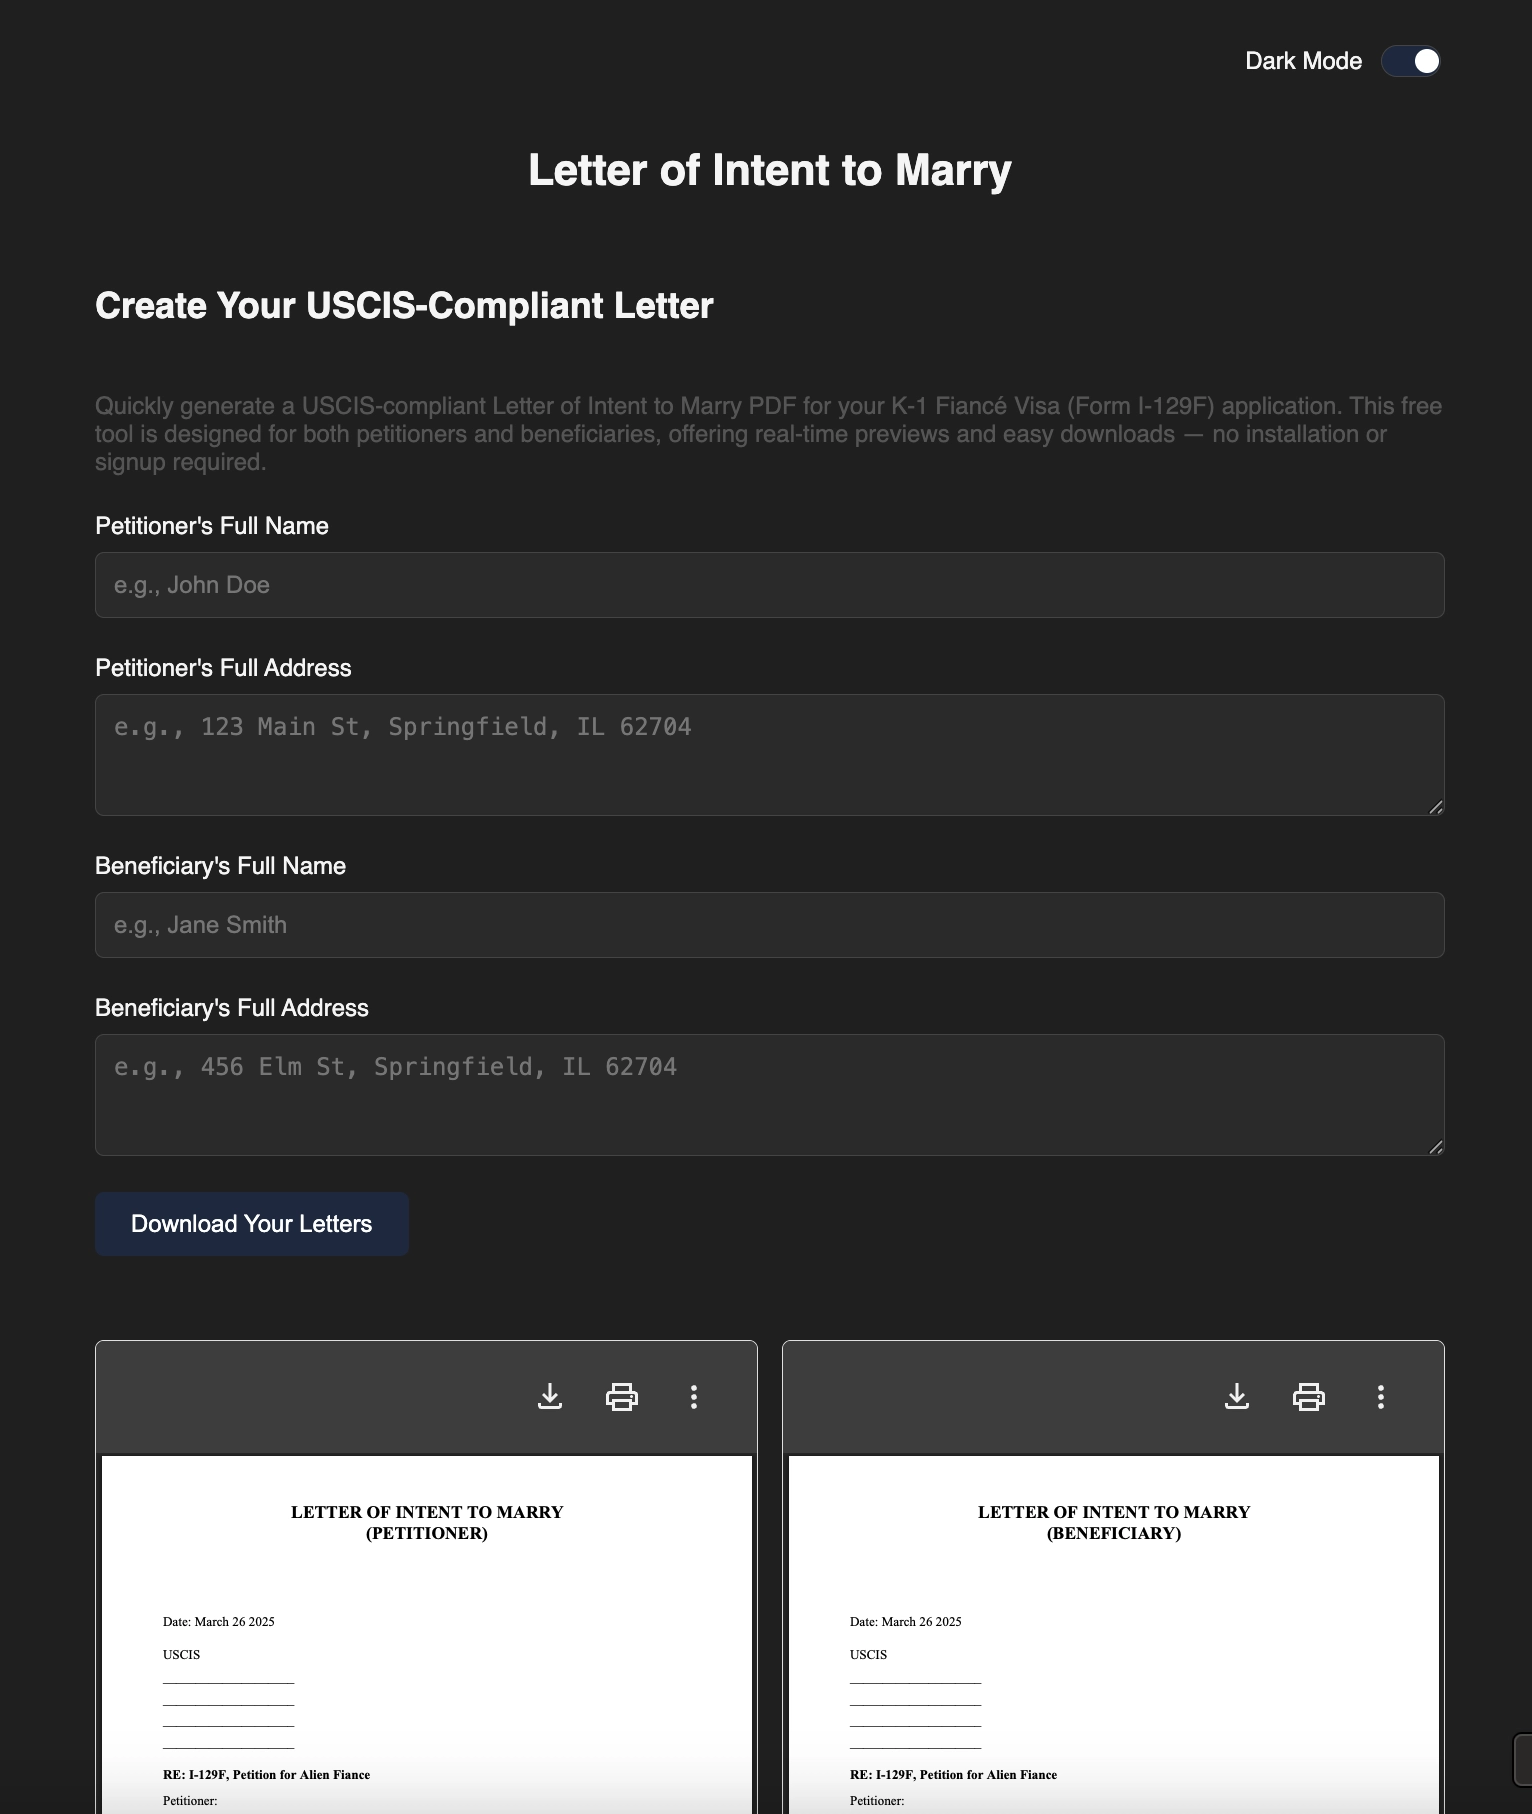 Dark Mode
Letter of Intent to Marry
Create Your USCIS-Compliant Letter
Quickly generate a USCIS-compliant Letter of Intent to Marry PDF for your K-1 Fiancé Visa (Form I-129F) application. This free
tool is designed for both petitioners and beneficiaries, offering real-time previews and easy downloads — no installation or
signup required.
Petitioner's Full Name
e.g., John Doe
Petitioner's Full Address
e.g., 123 Main St, Springfield, IL 62704
Beneficiary's Full Name
e.g., Jane Smith
Beneficiary's Full Address
e.g., 456 Elm St, Springfield, IL 62704
Download Your Letters
LETTER OF INTENT TO MARRY
(PETITIONER)
Date: March 26 2025
USCIS
RE: I-129F, Petition for Alien Fiance
Petitioner:
LETTER OF INTENT TO MARRY
(BENEFICIARY)
Date: March 26 2025
USCIS
RE: I-129F, Petition for Alien Fiance
Petitioner: